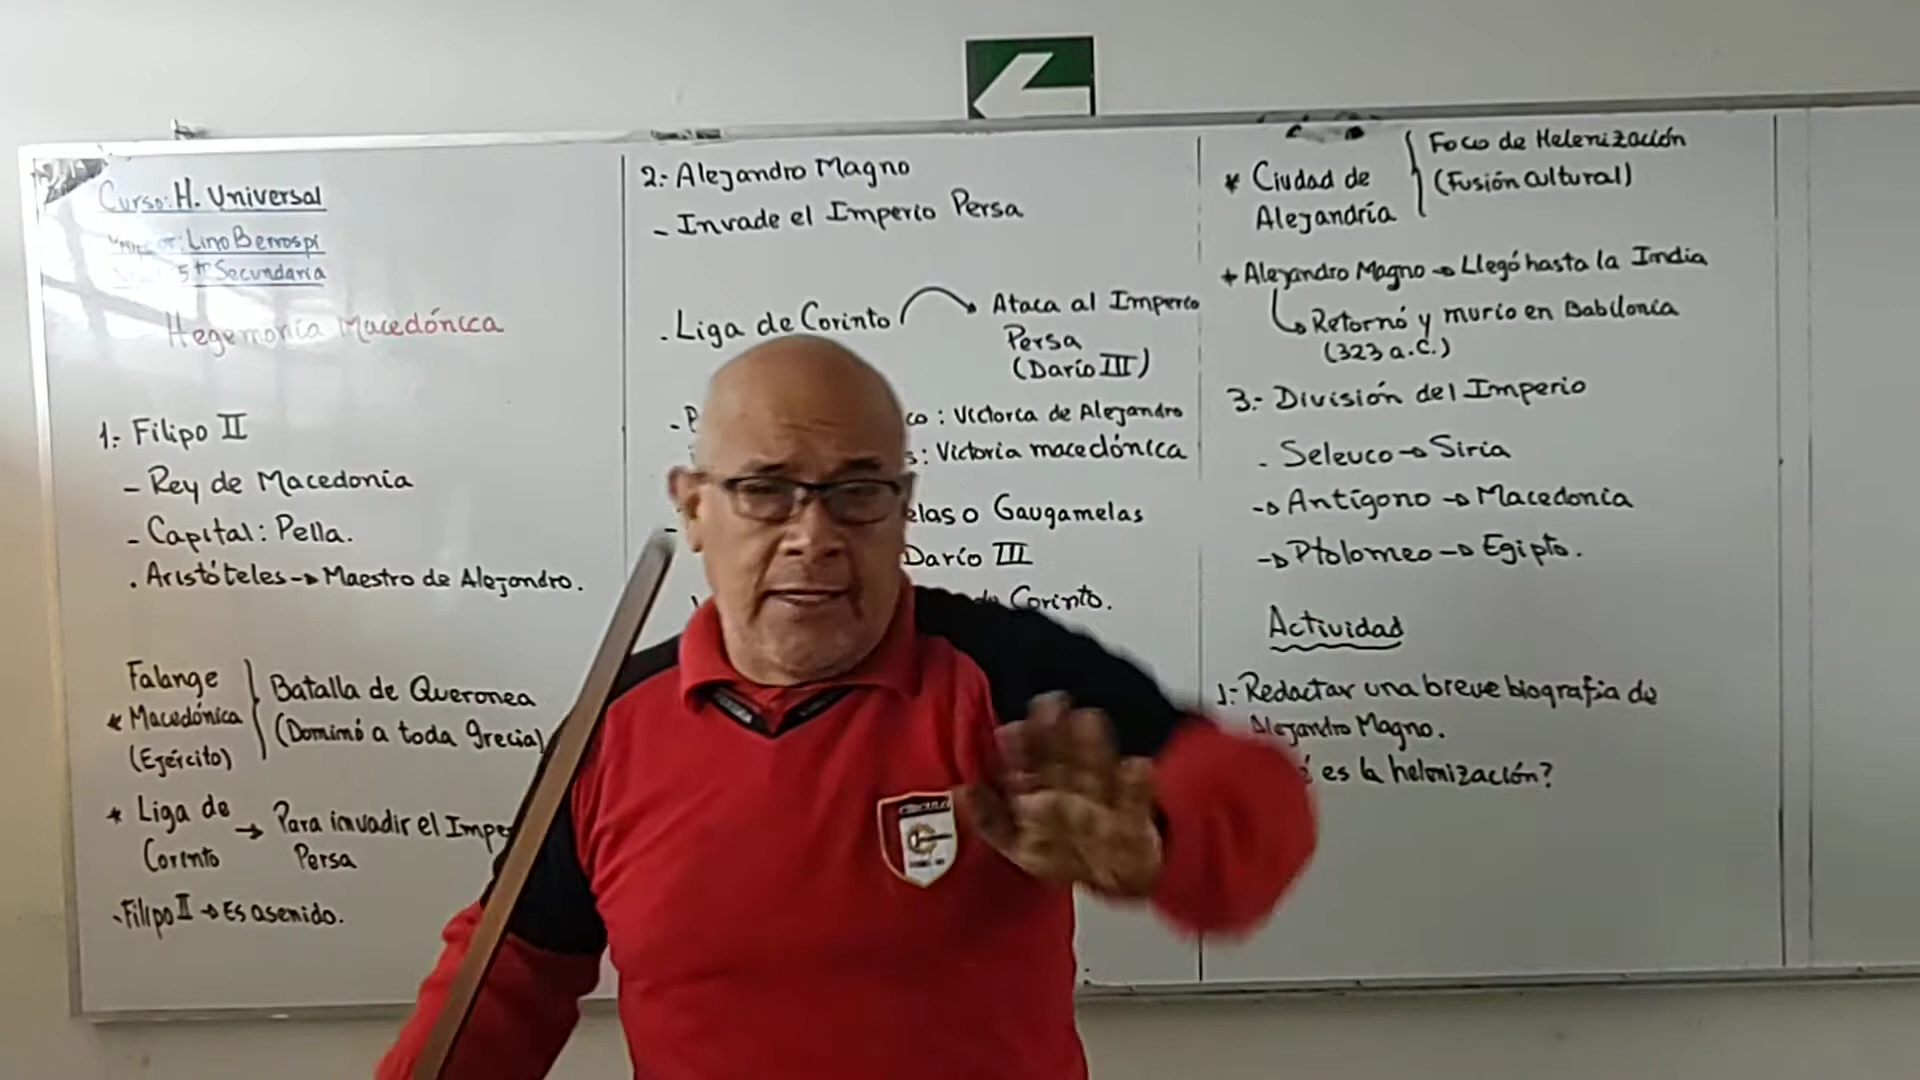 Curso: H. Universal
Lino Berrospi
5to Secundaria
Hegemonía Macedónica
1.- Filipo II
- Rey de Macedonia
- Capital: Pella.
. Aristóteles → Maestro de Alejandro.
Falange
* Macedónica
(Ejército)
Batalla de Queronea
(Dominó a toda Grecia)
* Liga de
Corinto
→ Para invadir el Impe
Persa
- Filipo II → Es asenido.
2.- Alejandro Magno
- Invade el Imperio Persa
. Liga de Corinto
Ataca al Imperio
Persa
(Darío III)
co : Victoria de Alejandro
s : Victoria macedónica
elas o Gaugamelas
Darío III
Corinto.
* Ciudad de
Alejandría
Foco de Helenización
(Fusión Cultural)
* Alejandro Magno → Llegó hasta la India
Retornó y murio en Babilonia
(323 a.C.)
3.- División del Imperio
- Seleuco → Siria
→ Antígono → Macedonia
→ Ptolomeo → Egipto.
Actividad
1.- Redactar una breve biografía de
Alejandro Magno.
es la helenización?